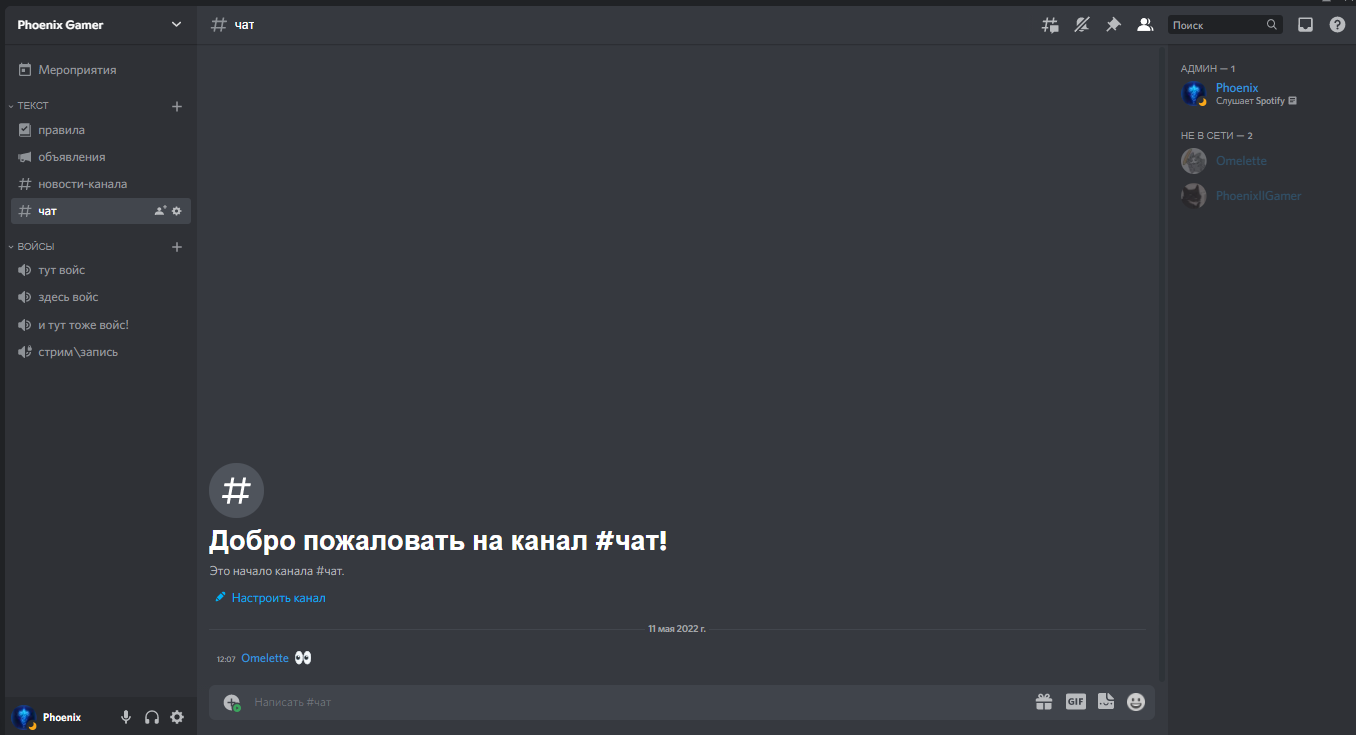 Phoenix Gamer
Мероприятия
ТЕКСТ
правила
объявления
новости-канала
чат
ВОЙСЫ
тут войс
здесь войс
и тут тоже войс!
стрим\запись
Phoenix
чат
Поиск
Добро пожаловать на канал #чат!
Это начало канала #чат.
Настроить канал
11 мая 2022 г.
12:07 Omelette 👀
Написать #чат
GIF
АДМИН — 1
Phoenix
Слушает Spotify
НЕ В СЕТИ — 2
Omelette
PhoenixIIGamer